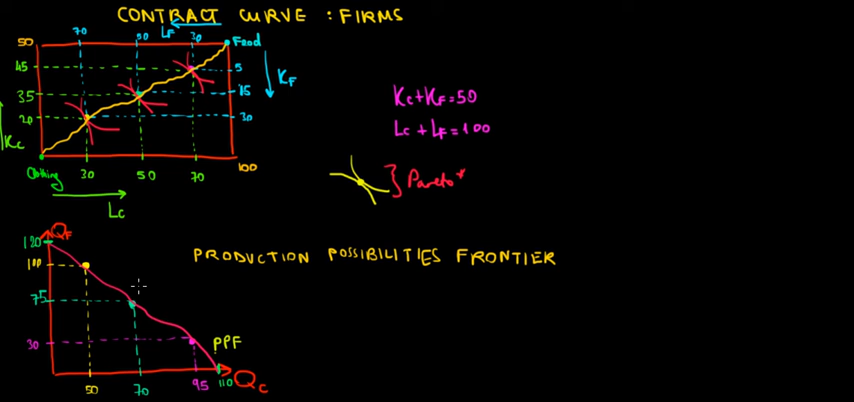 CONTRACT CURVE : FIRMS
LF
70 50 30
50 Food
45 5
KF
35 15
20 30
KC
Clothing 30 50 70 100
LC
KC+KF=50
LC+LF=100
Pareto*
QF
120
100
75
30
PRODUCTION POSSIBILITIES FRONTIER
PPF
50 70 95 110 QC